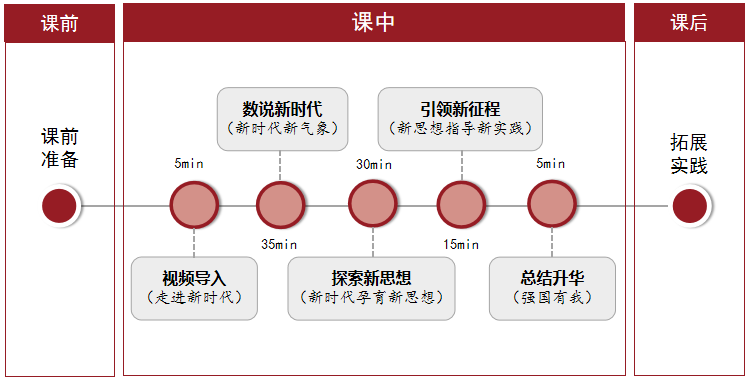 课前
课中
课后
课前
准备
数说新时代
（新时代新气象）
引领新征程
（新思想指导新实践）
拓展
实践
5min
30min
5min
35min
15min
视频导入
（走进新时代）
探索新思想
（新时代孕育新思想）
总结升华
（强国有我）